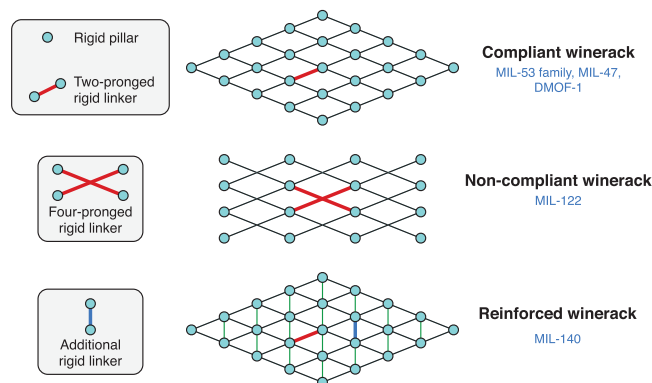 Rigid pillar
Two-pronged
rigid linker
Compliant winerack
MIL-53 family, MIL-47,
DMOF-1
Four-pronged
rigid linker
Non-compliant winerack
MIL-122
Additional
rigid linker
Reinforced winerack
MIL-140